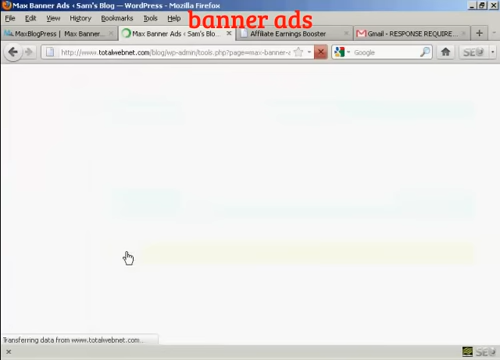 Max Banner Ads ‹ Sam's Blog — WordPress - Mozilla Firefox
banner ads
Edit View History Bookmarks Tools Help
MaxBlogPress | Max Banner... Max Banner Ads ‹ Sam's Blo... Affiliate Earnings Booster Gmail - RESPONSE REQUIRE...
http://www.totalwebnet.com/blog/wp-admin/tools.php?page=max-banner- Google SE
Transferring data from www.totalwebnet.com...